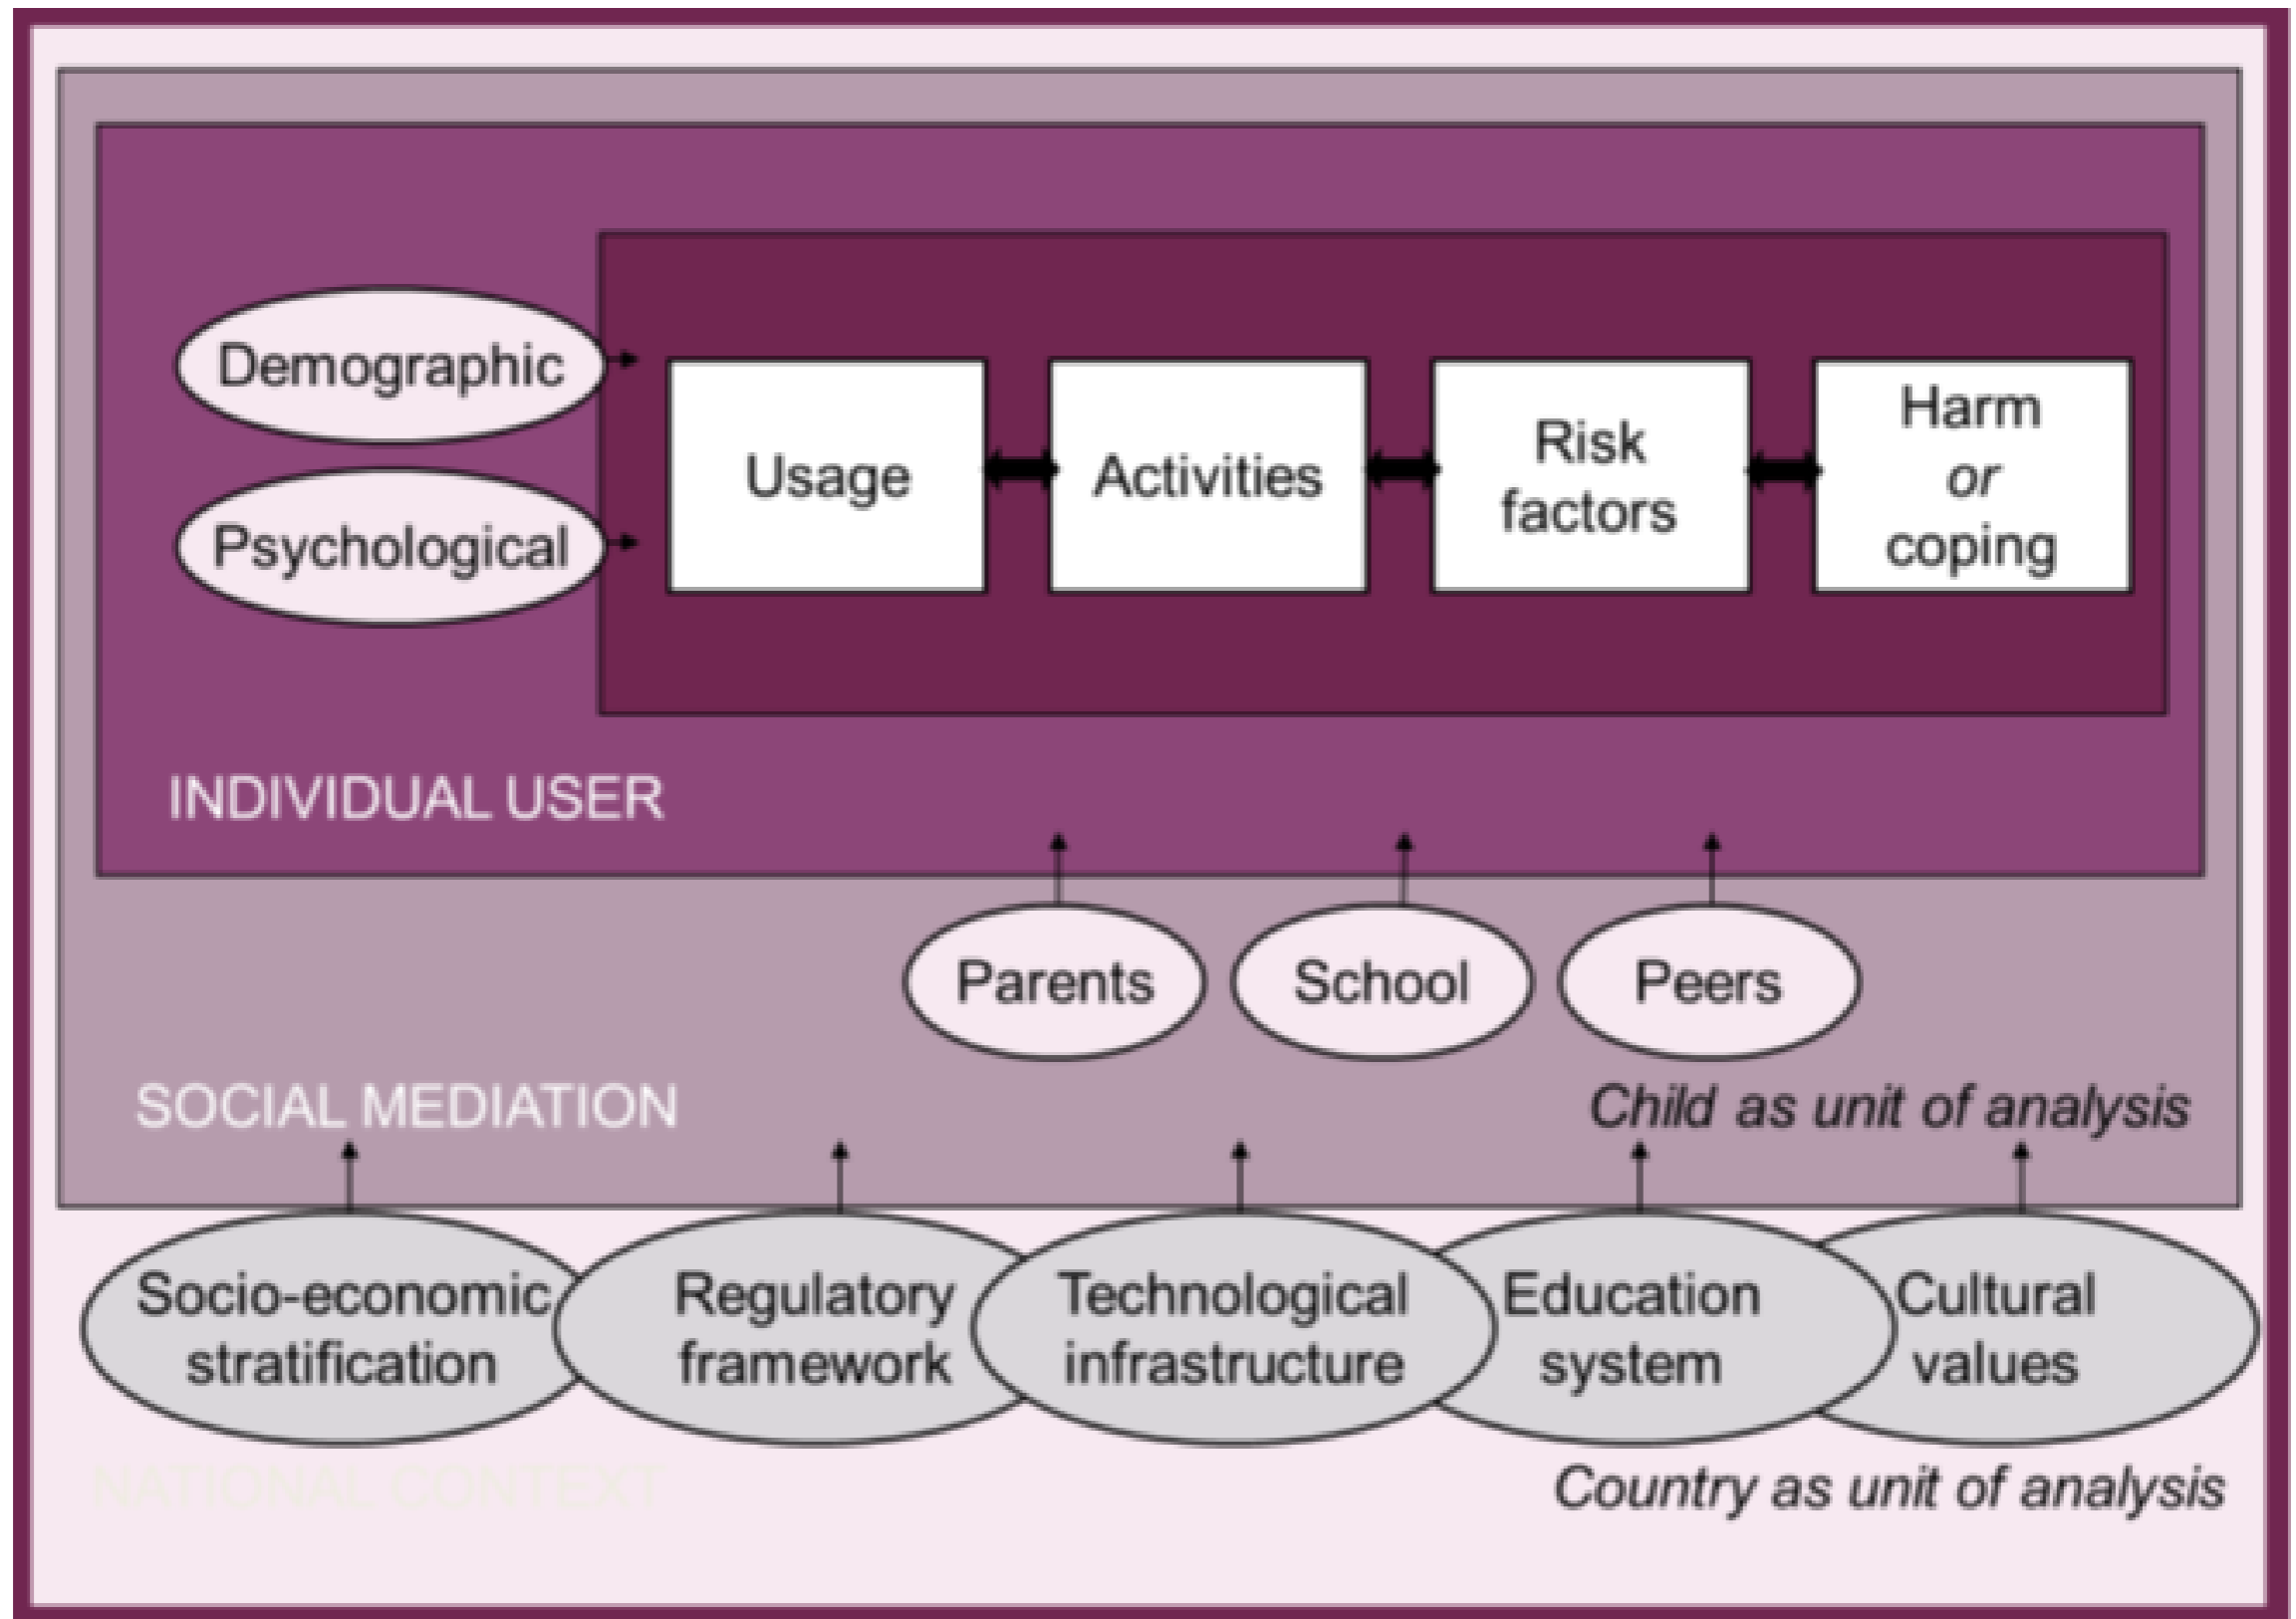 Demographic
Psychological
Usage
Activities
Risk
factors
Harm
or
coping
INDIVIDUAL USER
Parents
School
Peers
SOCIAL MEDIATION
Child as unit of analysis
Socio-economic
stratification
Regulatory
framework
Technological
infrastructure
Education
system
Cultural
values
NATIONAL CONTEXT
Country as unit of analysis